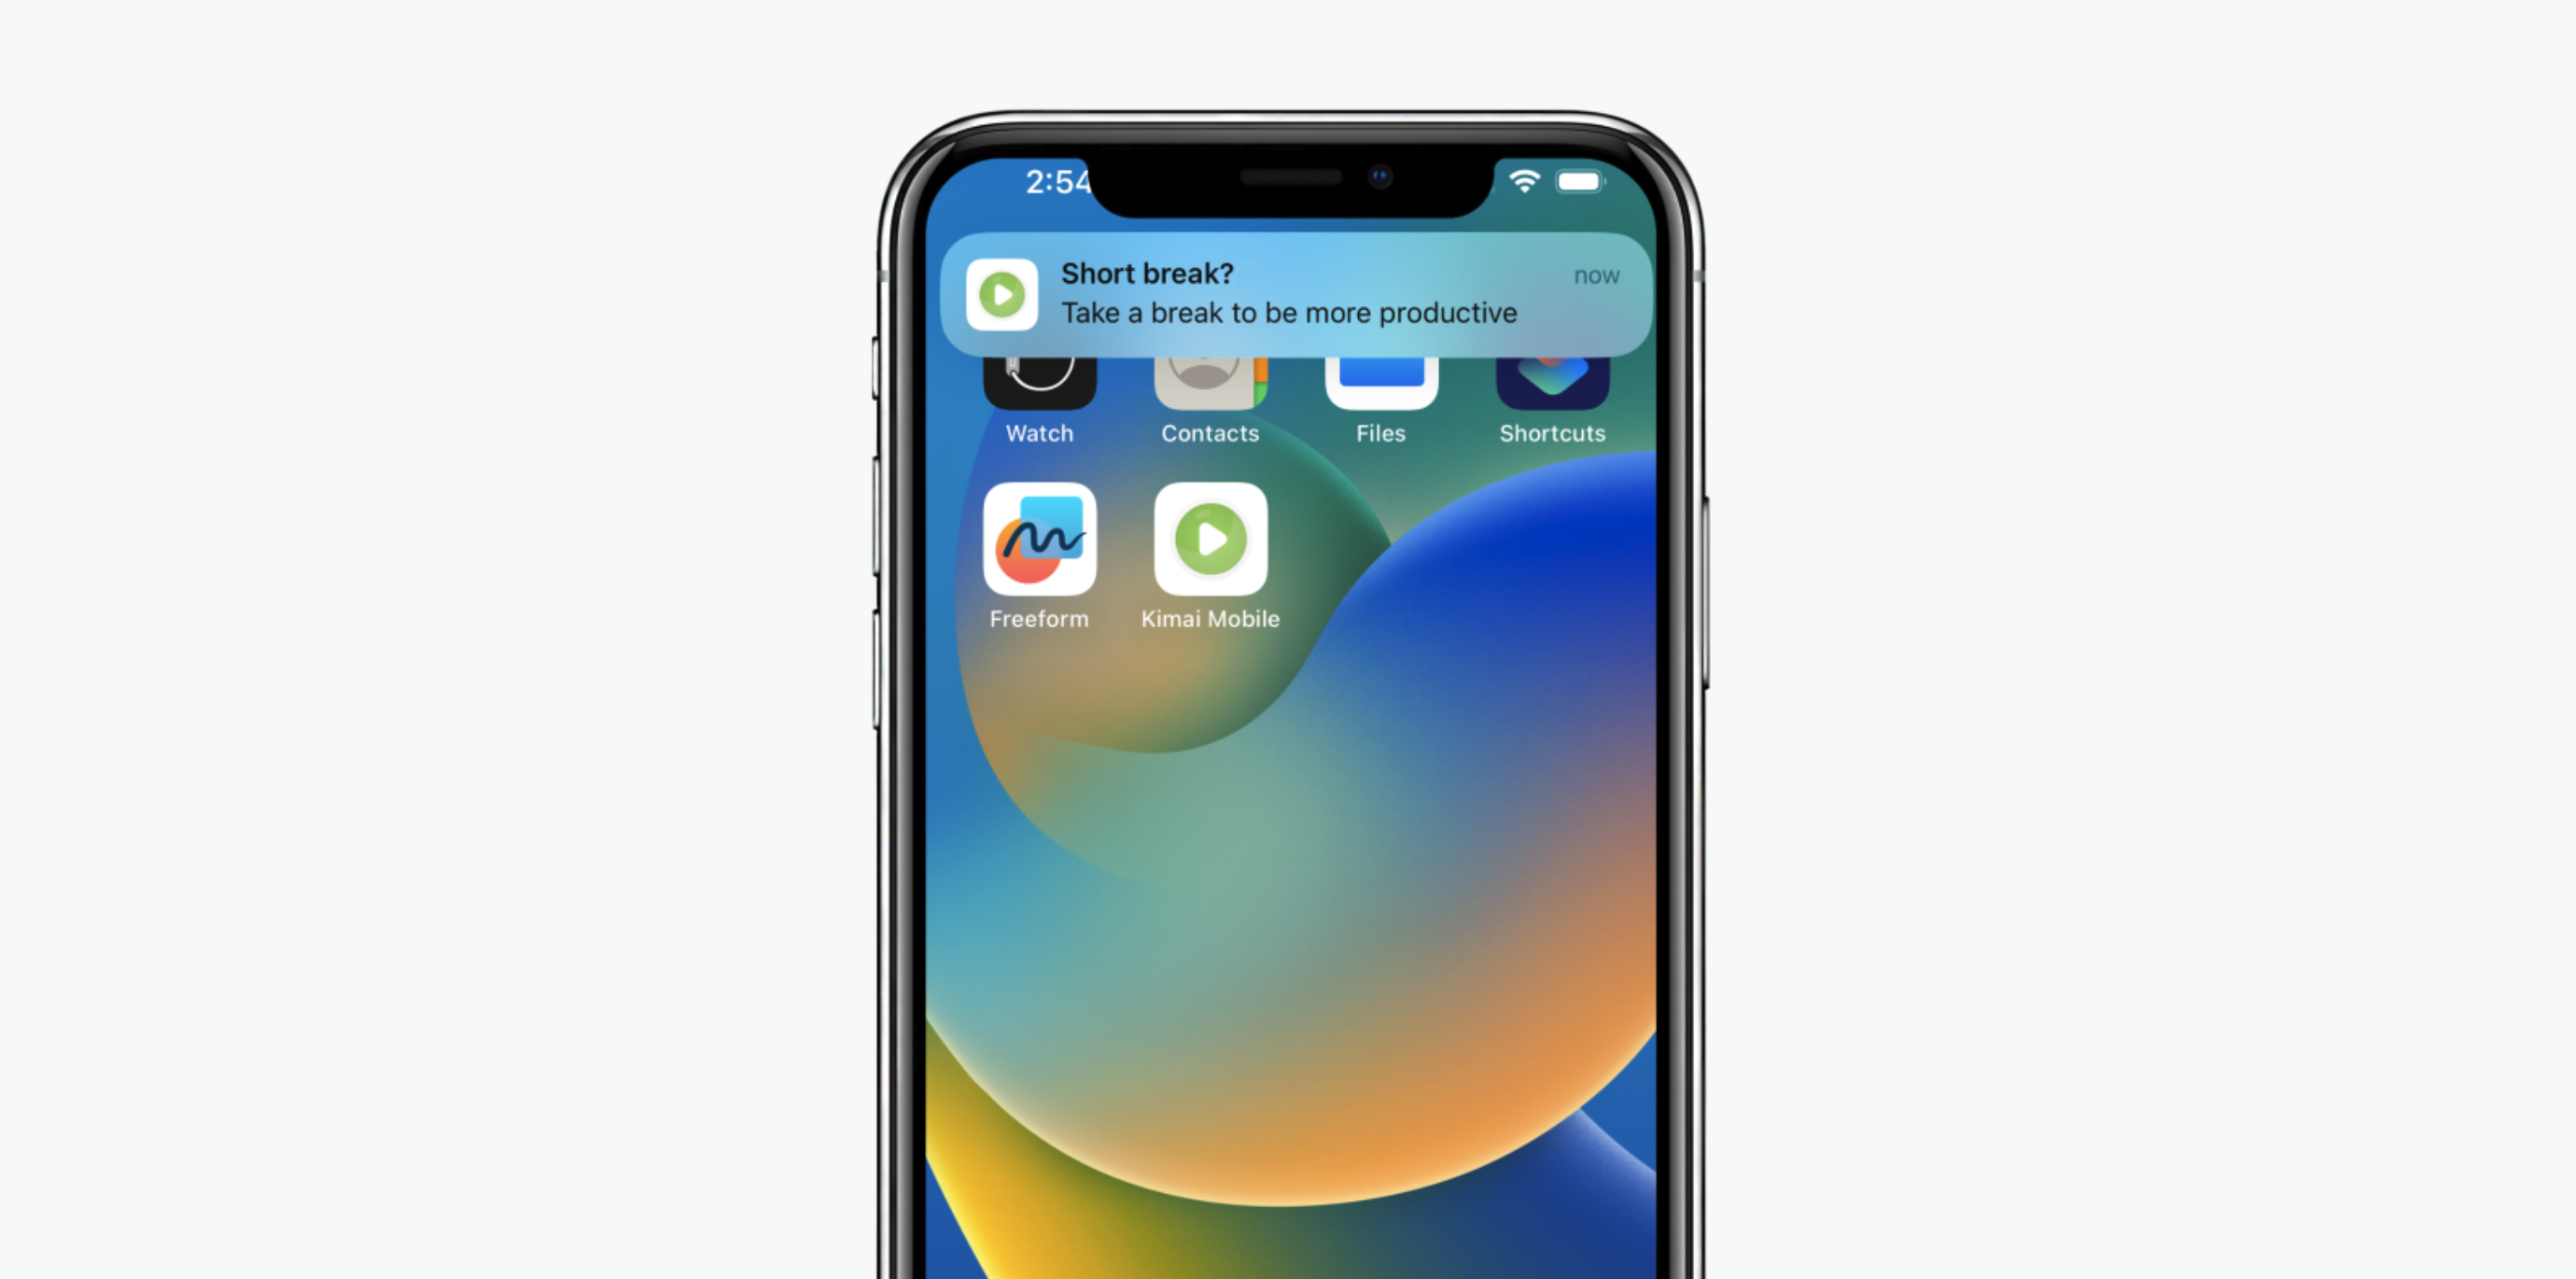 2:54
Short break?
now
Take a break to be more productive
Watch
Contacts
Files
Shortcuts
Freeform
Kimai Mobile